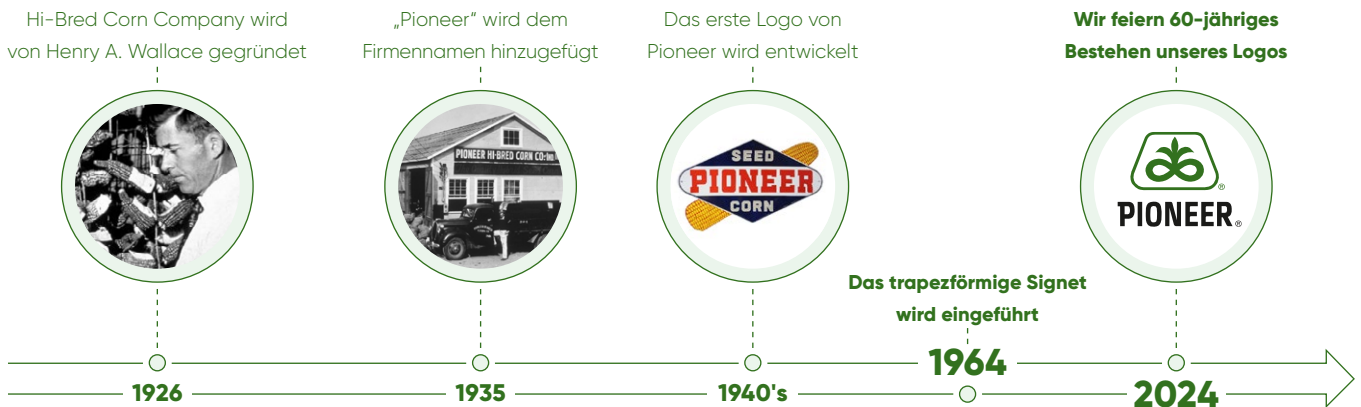 Hi-Bred Corn Company wird
von Henry A. Wallace gegründet
„Pioneer“ wird dem
Firmennamen hinzugefügt
Das erste Logo von
Pioneer wird entwickelt
Wir feiern 60-jähriges
Bestehen unseres Logos
PIONEER HI-BRED CORN CO.
SEED
PIONEER
CORN
®
PIONEER®
Das trapezförmige Signet
wird eingeführt
1926
1935
1940's
1964
2024